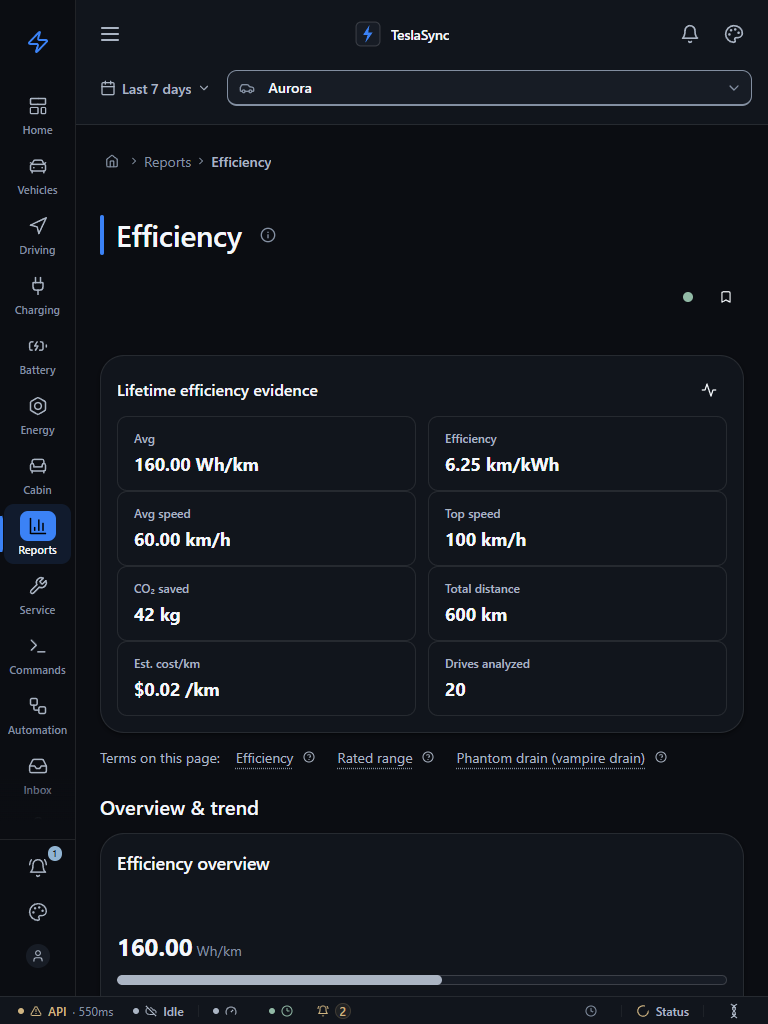 TeslaSync
Last 7 days
Aurora
Home
Vehicles
Driving
Charging
Battery
Energy
Cabin
Reports
Service
Commands
Automation
Inbox
1
Reports
Efficiency
Efficiency
Lifetime efficiency evidence
Avg
160.00 Wh/km
Efficiency
6.25 km/kWh
Avg speed
60.00 km/h
Top speed
100 km/h
CO₂ saved
42 kg
Total distance
600 km
Est. cost/km
$0.02 /km
Drives analyzed
20
Terms on this page: Efficiency Rated range Phantom drain (vampire drain)
Overview & trend
Efficiency overview
160.00 Wh/km
API · 550ms Idle 2 Status